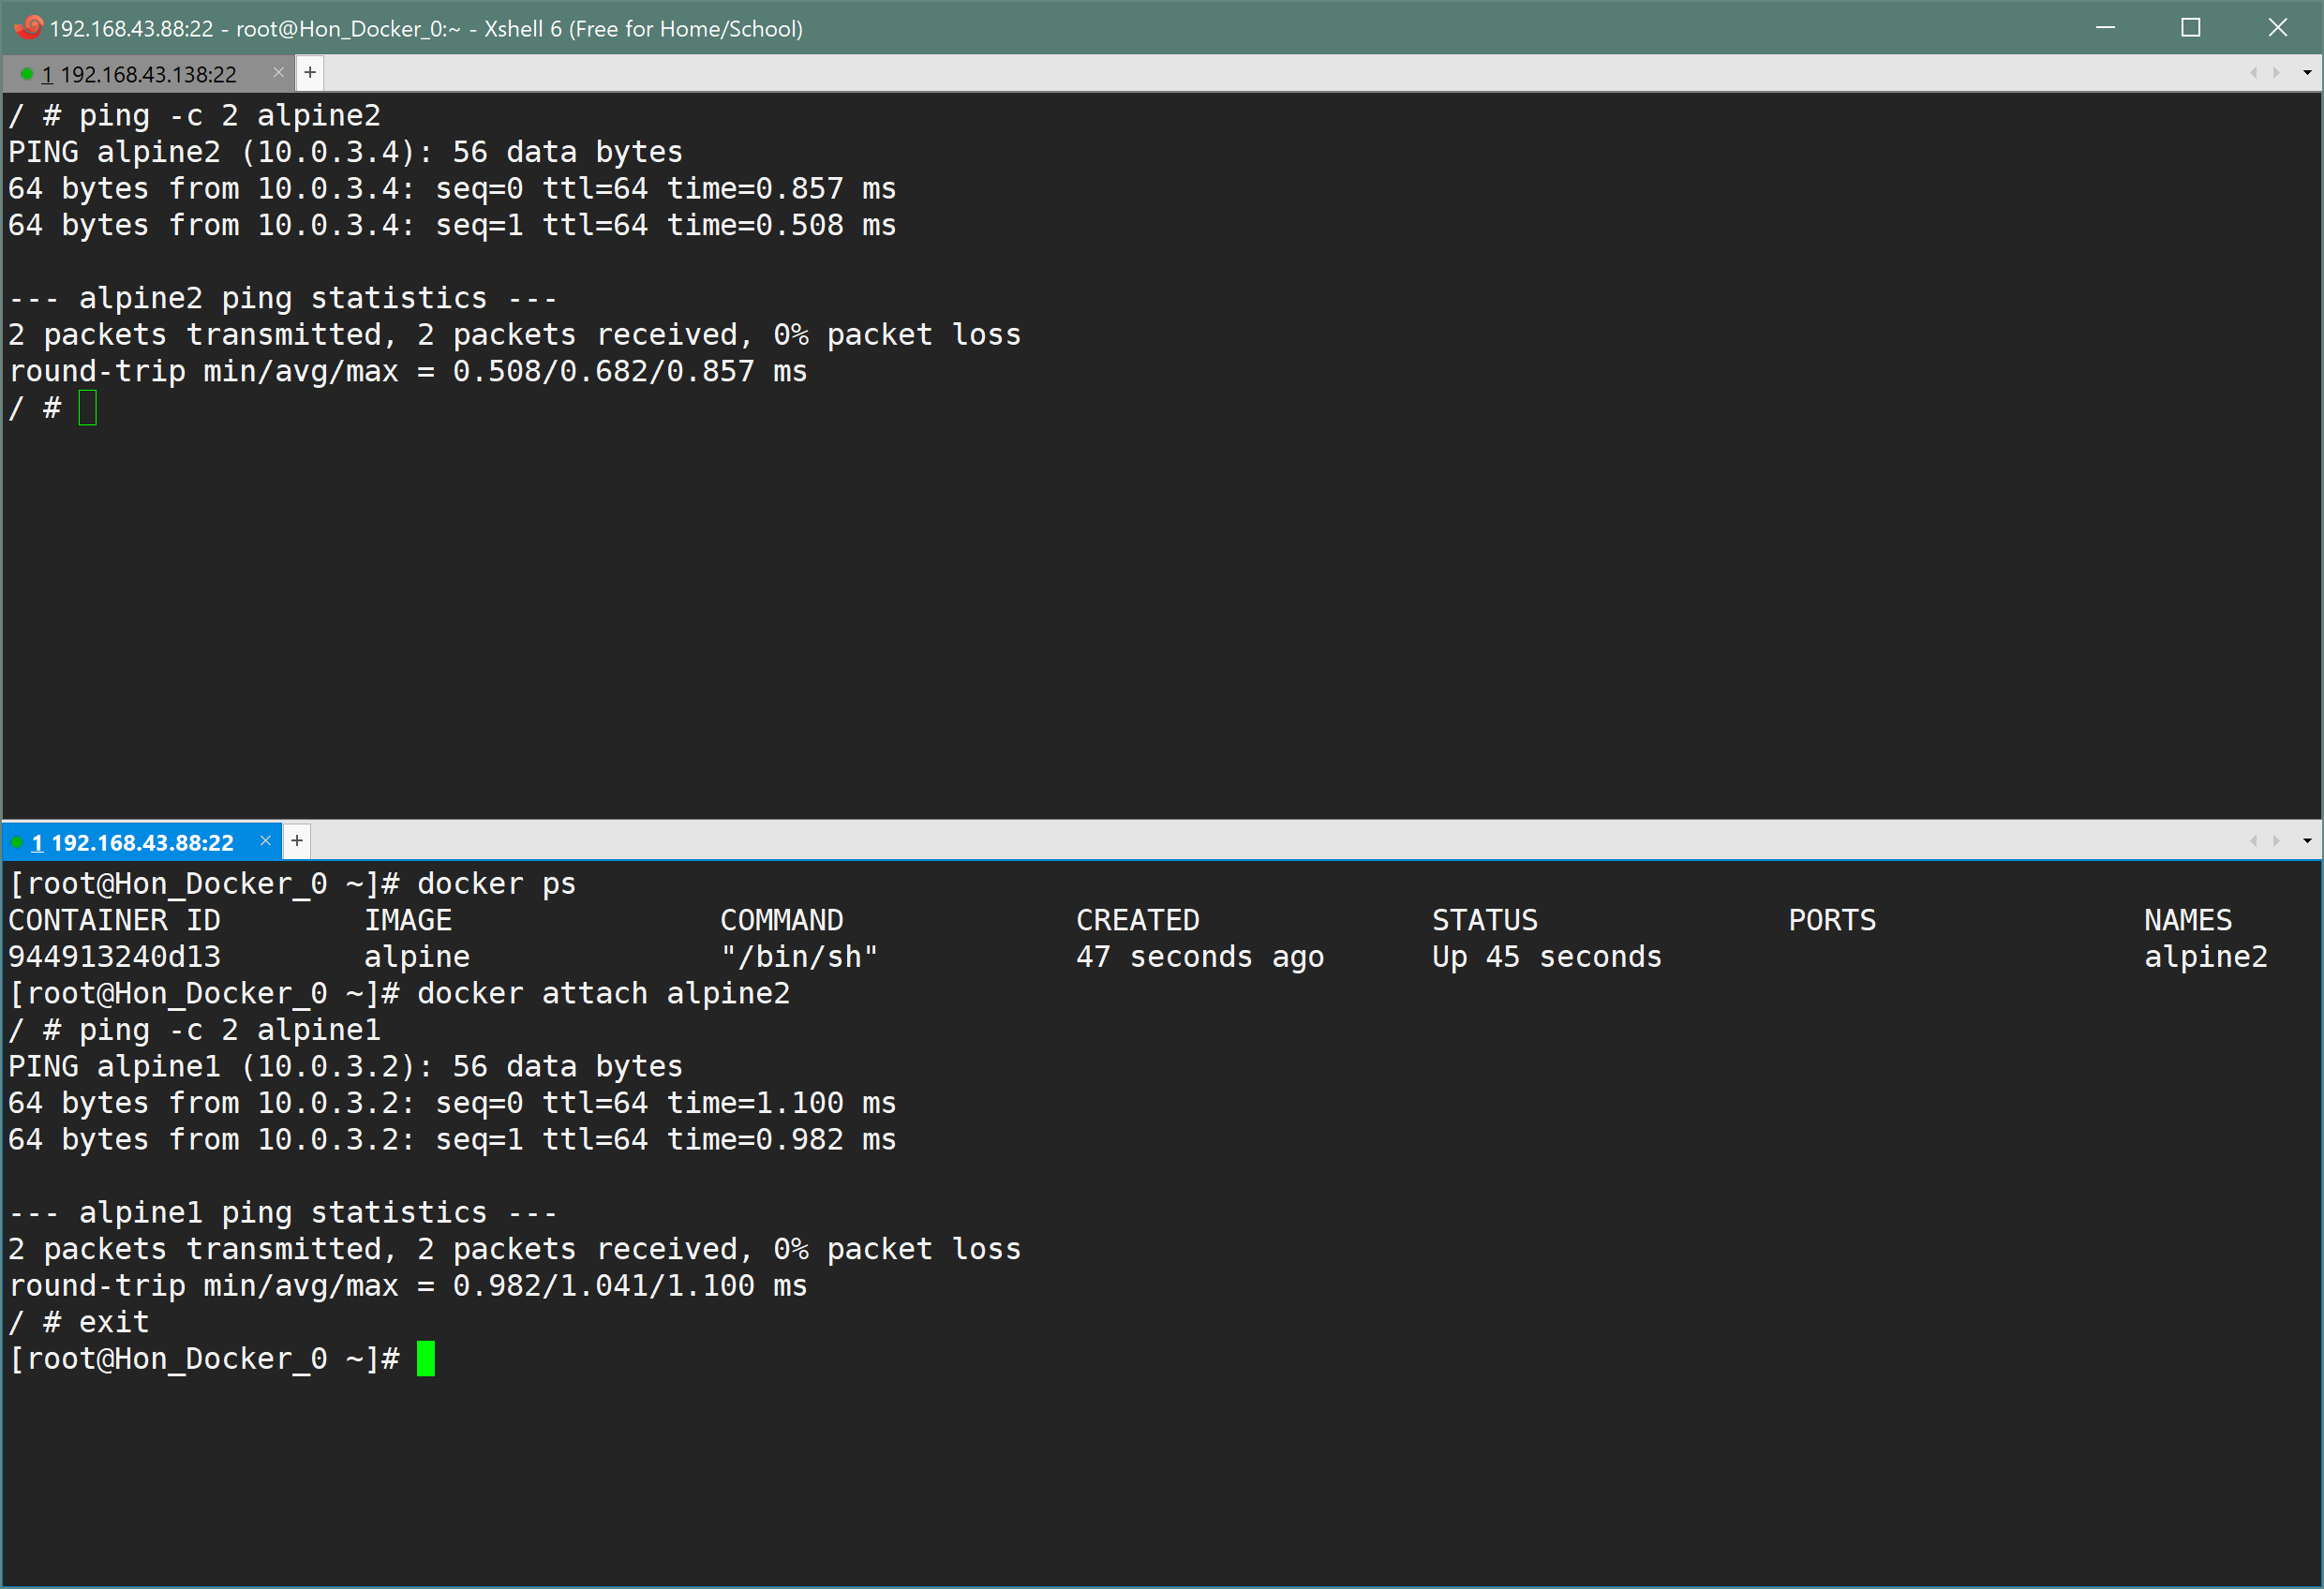 192.168.43.88:22 - root@Hon_Docker_0:~ - Xshell 6 (Free for Home/School)
1 192.168.43.138:22
/ # ping -c 2 alpine2
PING alpine2 (10.0.3.4): 56 data bytes
64 bytes from 10.0.3.4: seq=0 ttl=64 time=0.857 ms
64 bytes from 10.0.3.4: seq=1 ttl=64 time=0.508 ms
--- alpine2 ping statistics ---
2 packets transmitted, 2 packets received, 0% packet loss
round-trip min/avg/max = 0.508/0.682/0.857 ms
/ #
1 192.168.43.88:22
[root@Hon_Docker_0 ~]# docker ps
CONTAINER ID IMAGE COMMAND CREATED STATUS PORTS NAMES
944913240d13 alpine "/bin/sh" 47 seconds ago Up 45 seconds alpine2
[root@Hon_Docker_0 ~]# docker attach alpine2
/ # ping -c 2 alpine1
PING alpine1 (10.0.3.2): 56 data bytes
64 bytes from 10.0.3.2: seq=0 ttl=64 time=1.100 ms
64 bytes from 10.0.3.2: seq=1 ttl=64 time=0.982 ms
--- alpine1 ping statistics ---
2 packets transmitted, 2 packets received, 0% packet loss
round-trip min/avg/max = 0.982/1.041/1.100 ms
/ # exit
[root@Hon_Docker_0 ~]#